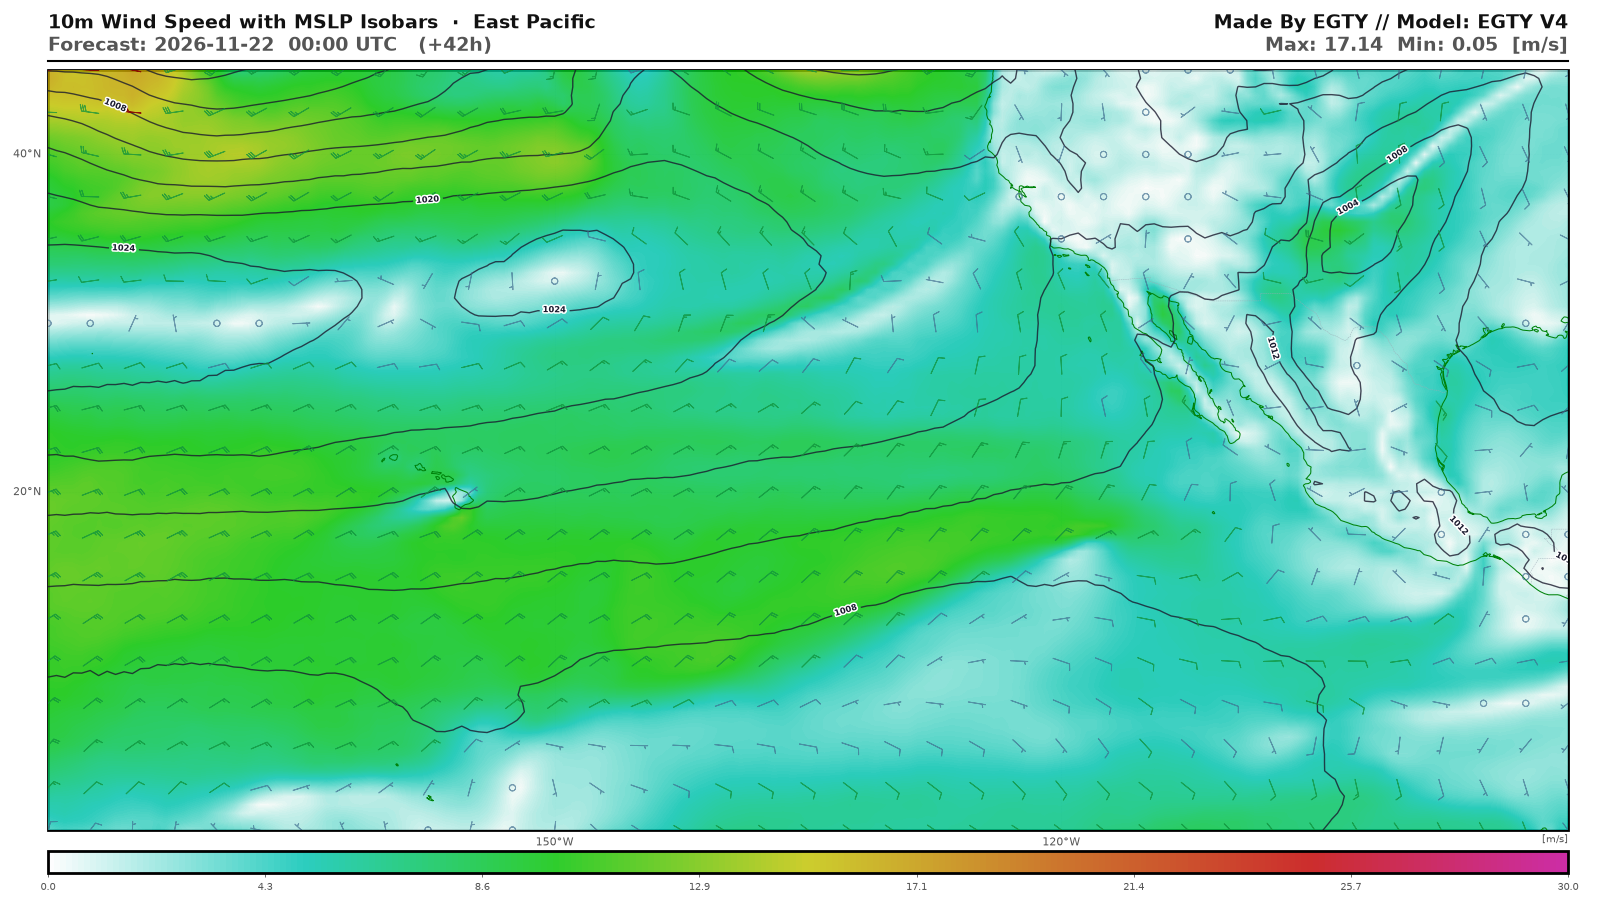 10m Wind Speed with MSLP Isobars · East Pacific
Made By EGTY // Model: EGTY V4
Forecast: 2026-11-22 00:00 UTC (+42h)
Max: 17.14 Min: 0.05 [m/s]
1008
40°N
1008
1020
1004
1024
1024
1012
20°N
1012
10
1008
150°W
120°W
[m/s]
0.0
4.3
8.6
12.9
17.1
21.4
25.7
30.0